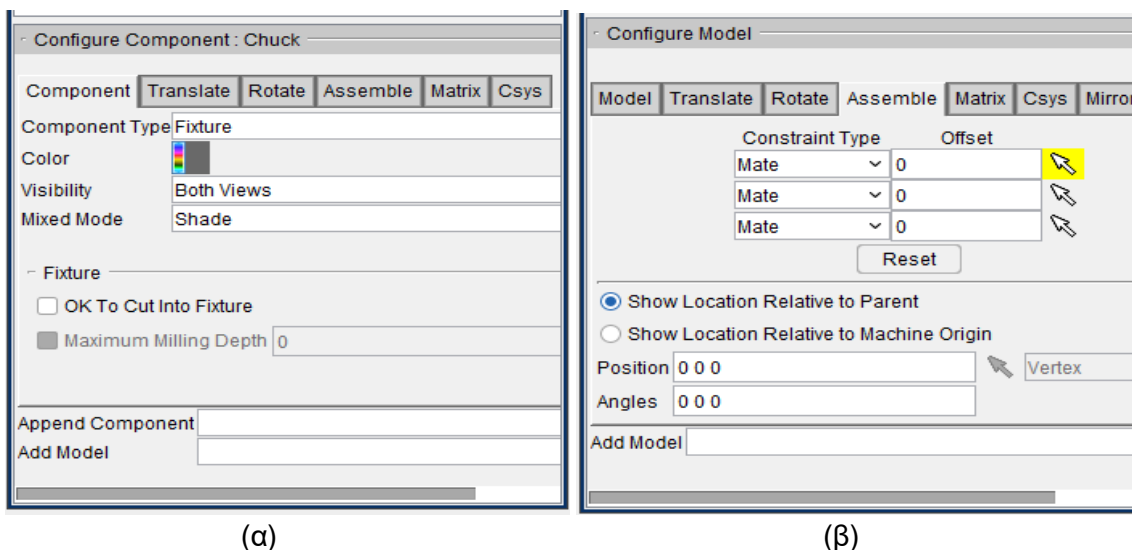 Configure Component : Chuck
Component Translate Rotate Assemble Matrix Csys
Component Type Fixture
Color
Visibility Both Views
Mixed Mode Shade
Fixture
OK To Cut Into Fixture
Maximum Milling Depth 0
Append Component
Add Model
(α)
Configure Model
Model Translate Rotate Assemble Matrix Csys Mirror
Constraint Type Offset
Mate 0
Mate 0
Mate 0
Reset
Show Location Relative to Parent
Show Location Relative to Machine Origin
Position 0 0 0 Vertex
Angles 0 0 0
Add Model
(β)